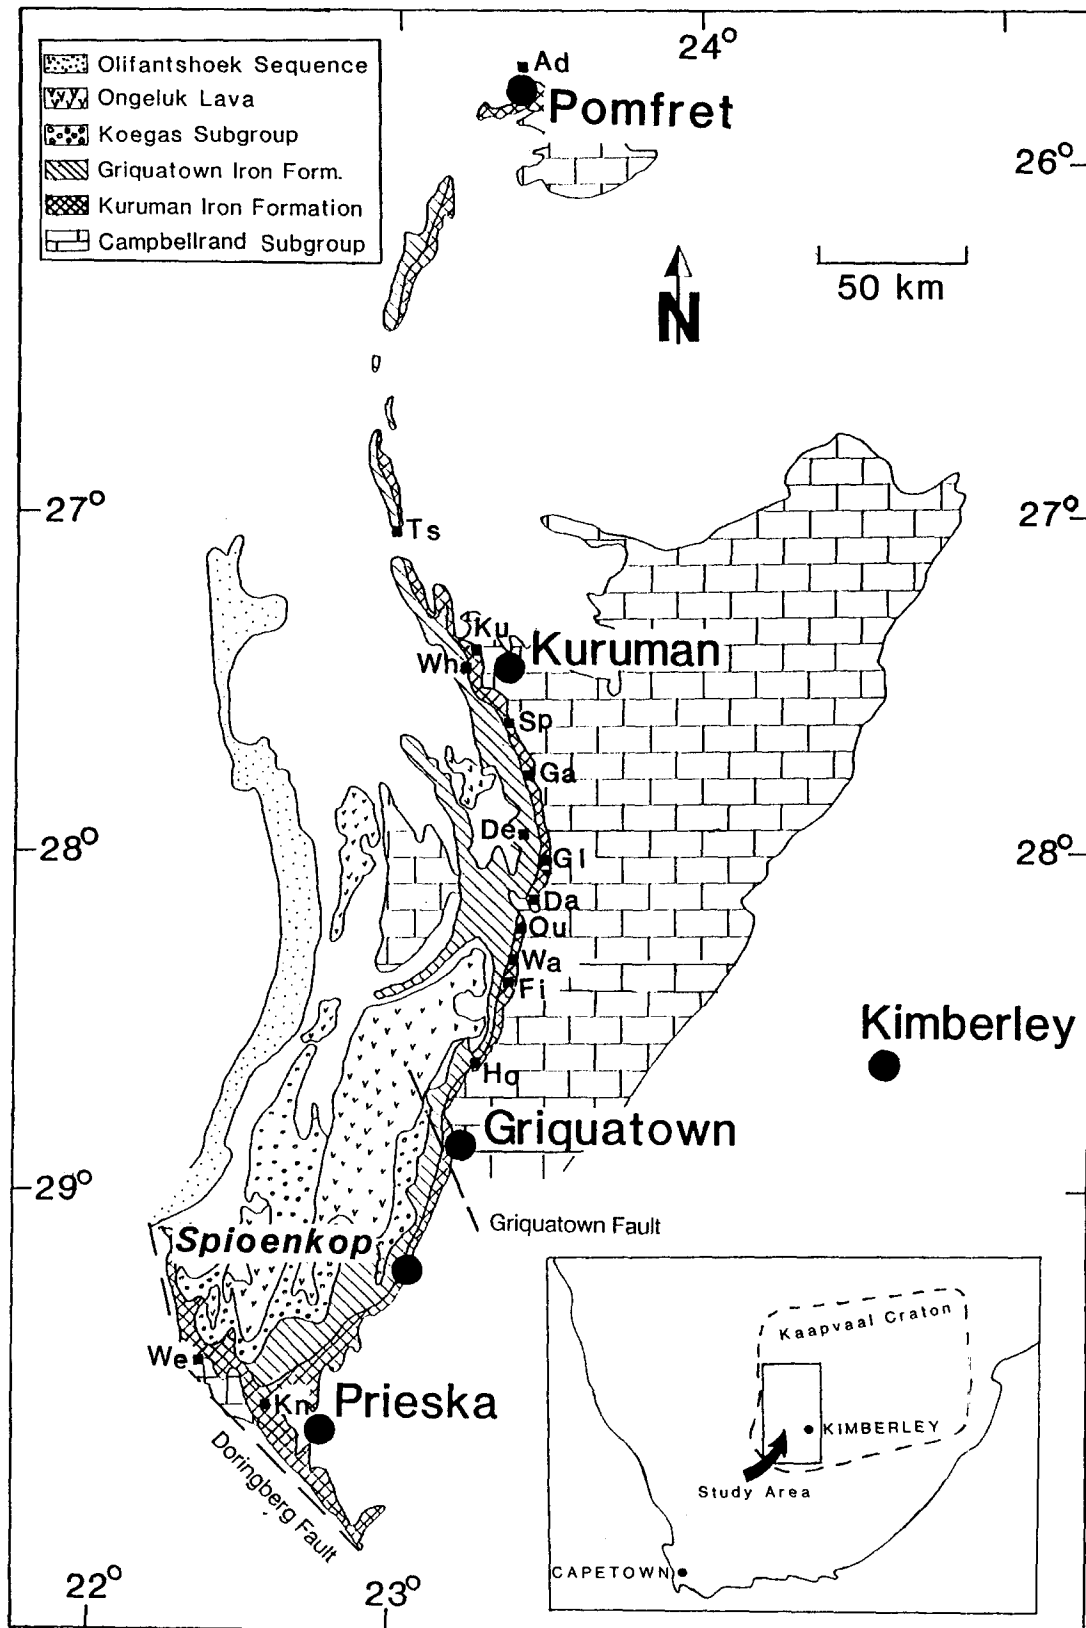 24°
Olifantshoek Sequence
Ongeluk Lava
Koegas Subgroup
Griquatown Iron Form.
Kuruman Iron Formation
Campbellrand Subgroup
Ad
Pomfret
26°
50 km
N
27°
27°
Ts
Ku
Kuruman
Wh
Sp
Ga
De
28°
28°
Gl
Da
Ou
Wa
Fi
Kimberley
Ho
Griquatown
29°
Griquatown Fault
Spioenkop
We
Kn
Prieska
Doringberg Fault
Kaapvaal Craton
KIMBERLEY
Study Area
CAPETOWN
22°
23°